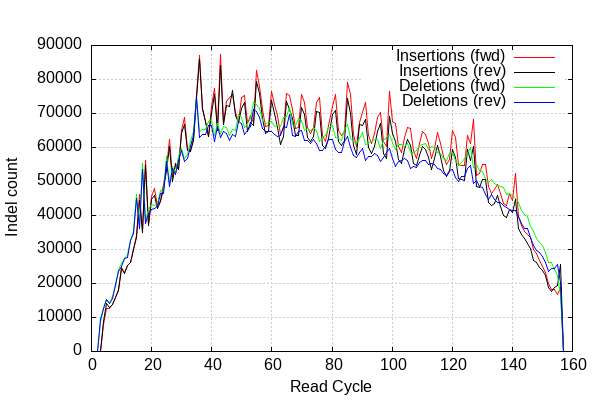 90000
80000
70000
60000
50000
40000
30000
20000
10000
0
Indel count
Insertions (fwd)
Insertions (rev)
Deletions (fwd)
Deletions (rev)
0 20 40 60 80 100 120 140 160
Read Cycle